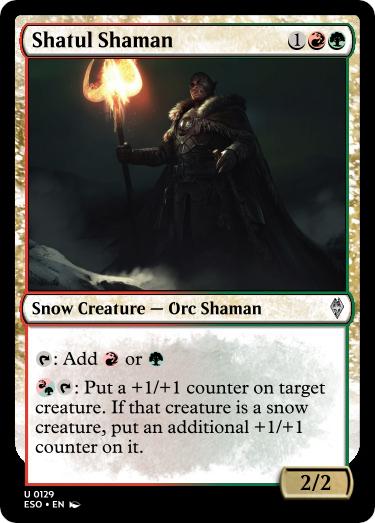 Shatul Shaman 1
Snow Creature — Orc Shaman
: Add or
: Put a +1/+1 counter on target
creature. If that creature is a snow
creature, put an additional +1/+1
counter on it.
2/2
U 0129
ESO • EN